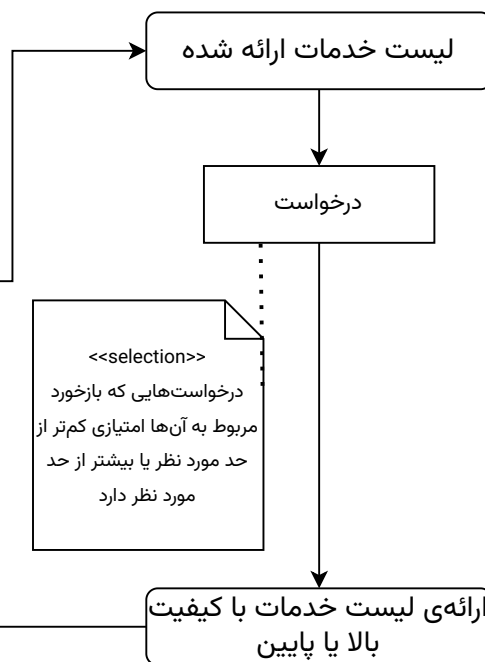 لیست خدمات ارائه شده
درخواست
<<selection>>
درخواست‌هایی که بازخورد
مربوط به آن‌ها امتیازی کم‌تر از
حد مورد نظر یا بیشتر از حد
مورد نظر دارد
ارائه‌ی لیست خدمات با کیفیت
بالا یا پایین